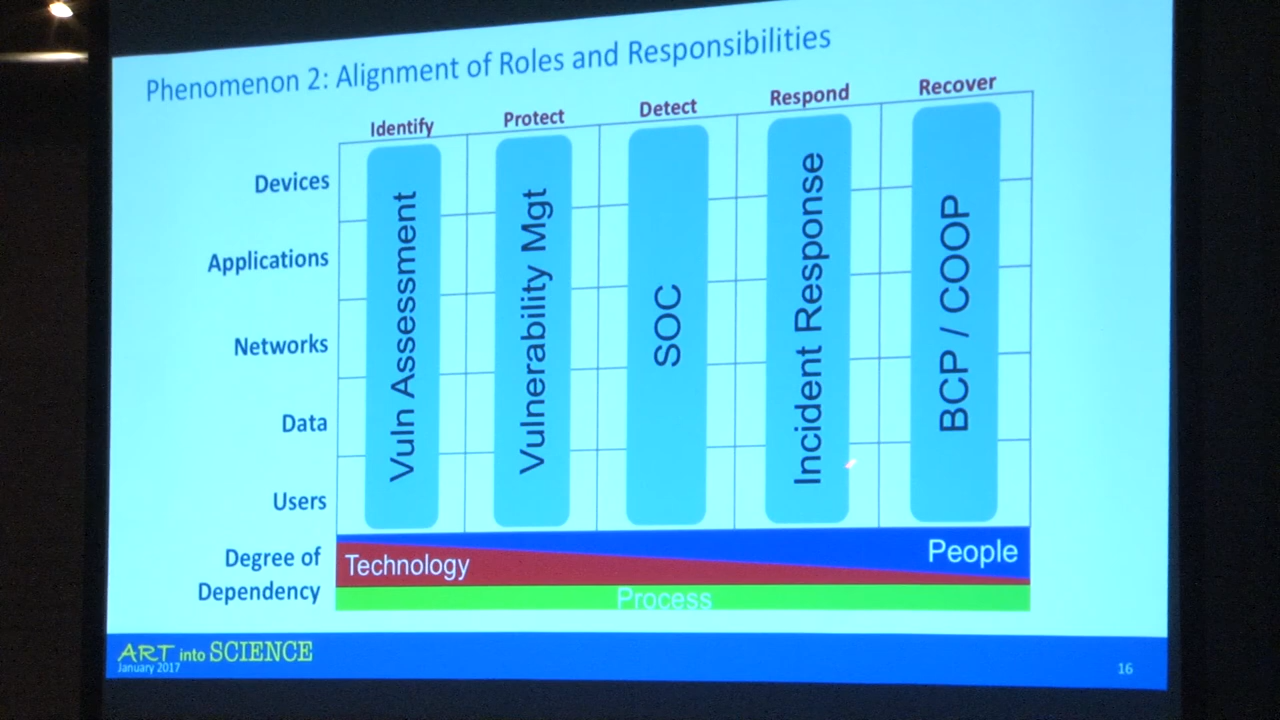 Phenomenon 2: Alignment of Roles and Responsibilities
Identify
Protect
Detect
Respond
Recover
Devices
Applications
Networks
Data
Users
Vuln Assessment
Vulnerability Mgt
SOC
Incident Response
BCP / COOP
Degree of
Dependency
Technology
People
Process
ART into SCIENCE
January 2017
16